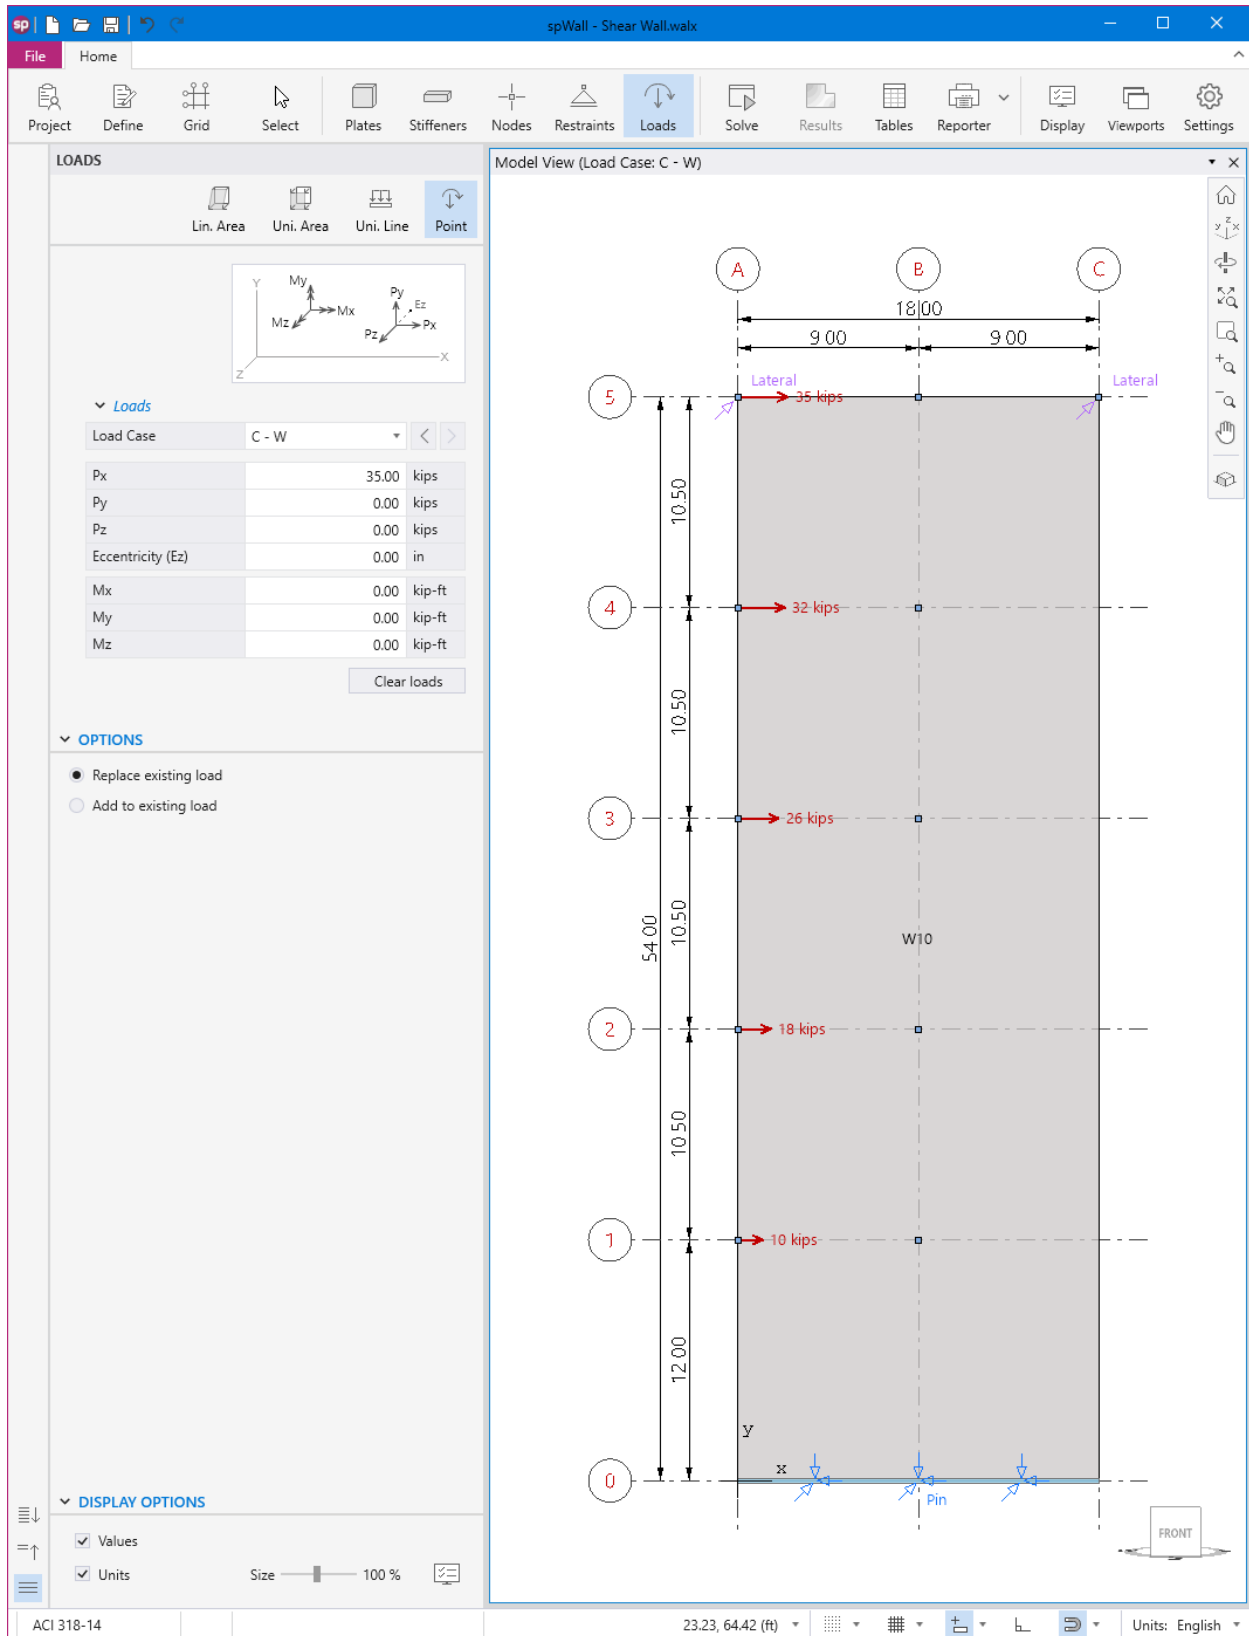 sp
spWall - Shear Wall.walx
File Home
Project Define Grid Select Plates Stiffeners Nodes Restraints Loads Solve Results Tables Reporter Display Viewports Settings
LOADS
Lin. Area Uni. Area Uni. Line Point
Y My Mx Mz Py Ez Px Pz X Z
Loads
Load Case C - W
Px 35.00 kips
Py 0.00 kips
Pz 0.00 kips
Eccentricity (Ez) 0.00 in
Mx 0.00 kip-ft
My 0.00 kip-ft
Mz 0.00 kip-ft
Clear loads
OPTIONS
Replace existing load
Add to existing load
DISPLAY OPTIONS
Values
Units Size 100 %
Model View (Load Case: C - W)
z
y x
A B C
18.00
9.00 9.00
Lateral Lateral
5 35 kips
10.50
4 32 kips
10.50
3 26 kips
54.00 10.50
W10
2 18 kips
10.50
1 10 kips
12.00
y
x
0
Pin
FRONT
ACI 318-14 23.23, 64.42 (ft) Units: English